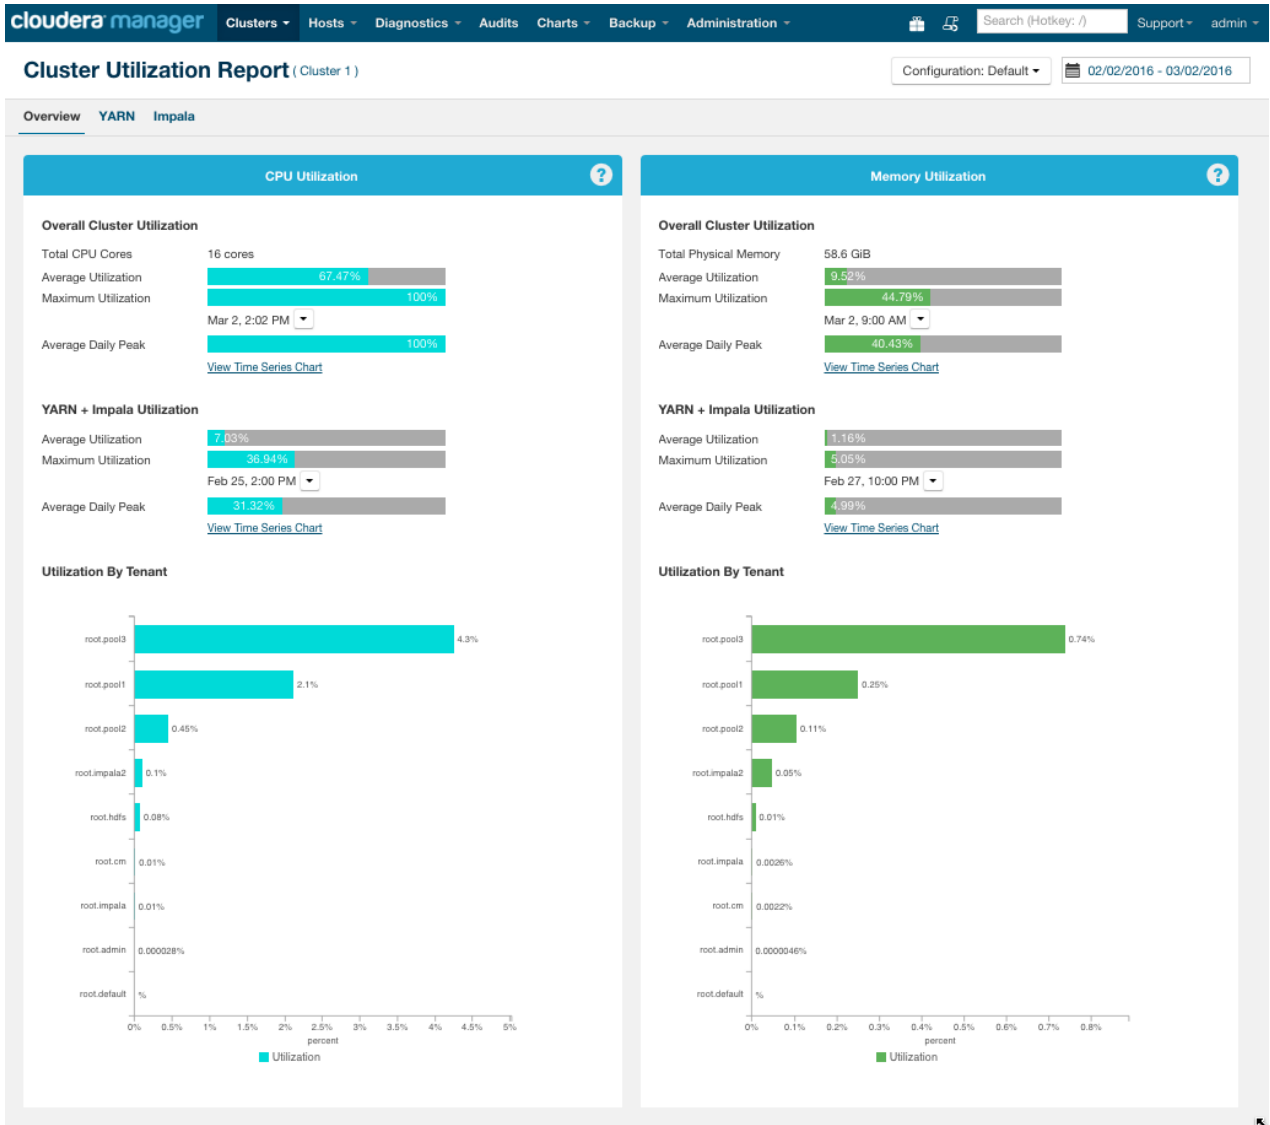 cloudera manager Clusters Hosts Diagnostics Audits Charts Backup Administration Search (Hotkey: /) Support admin
Cluster Utilization Report ( Cluster 1 ) Configuration: Default 02/02/2016 - 03/02/2016
Overview YARN Impala
CPU Utilization ?
Overall Cluster Utilization
Total CPU Cores 16 cores
Average Utilization 67.47%
Maximum Utilization 100%
Mar 2, 2:02 PM
Average Daily Peak 100%
View Time Series Chart
YARN + Impala Utilization
Average Utilization 7.03%
Maximum Utilization 36.94%
Feb 25, 2:00 PM
Average Daily Peak 31.32%
View Time Series Chart
Utilization By Tenant
root.pool3 4.3%
root.pool1 2.1%
root.pool2 0.45%
root.impala2 0.1%
root.hdfs 0.08%
root.cm 0.01%
root.impala 0.01%
root.admin 0.000028%
root.default %
0% 0.5% 1% 1.5% 2% 2.5% 3% 3.5% 4% 4.5% 5%
percent
Utilization
Memory Utilization ?
Overall Cluster Utilization
Total Physical Memory 58.6 GiB
Average Utilization 9.52%
Maximum Utilization 44.79%
Mar 2, 9:00 AM
Average Daily Peak 40.43%
View Time Series Chart
YARN + Impala Utilization
Average Utilization 1.16%
Maximum Utilization 5.05%
Feb 27, 10:00 PM
Average Daily Peak 4.99%
View Time Series Chart
Utilization By Tenant
root.pool3 0.74%
root.pool1 0.25%
root.pool2 0.11%
root.impala2 0.05%
root.hdfs 0.01%
root.impala 0.0026%
root.cm 0.0022%
root.admin 0.0000046%
root.default %
0% 0.1% 0.2% 0.3% 0.4% 0.5% 0.6% 0.7% 0.8%
percent
Utilization